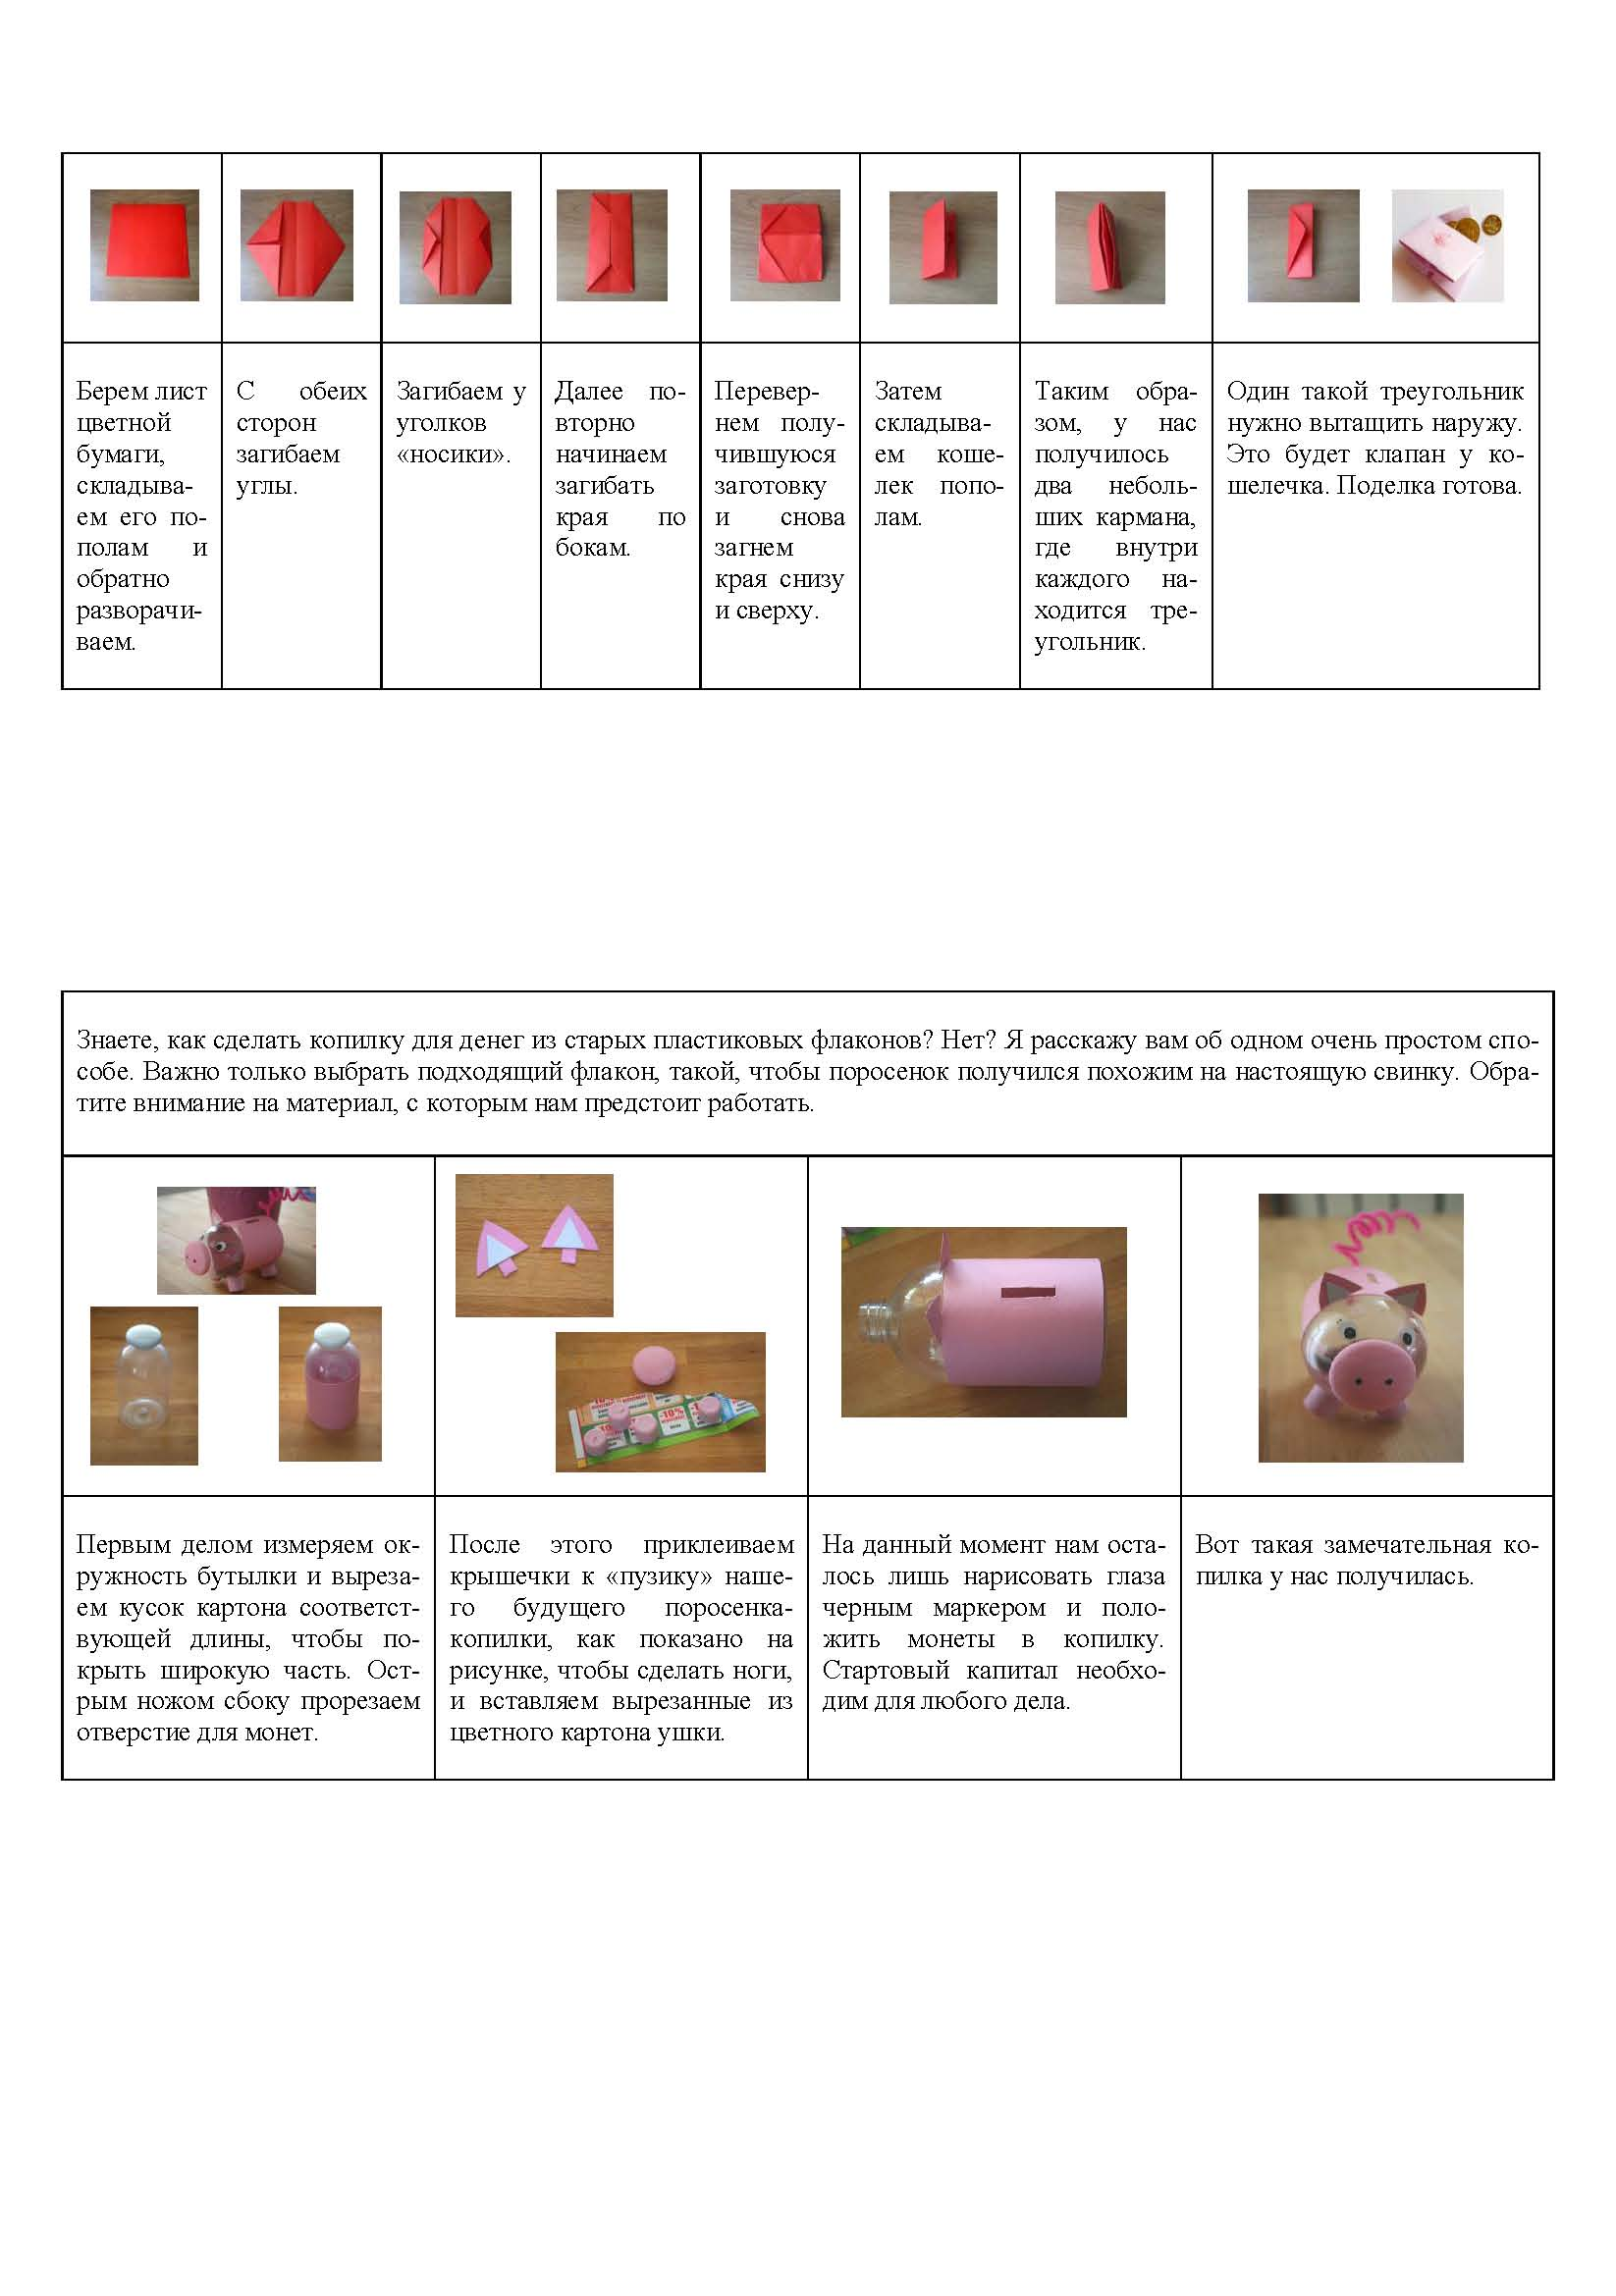 Берем лист
цветной
бумаги,
складыва-
ем его по-
полам и
обратно
разворачи-
ваем.
С обеих
сторон
загибаем
углы.
Загибаем у
уголков
«носики».
Далее по-
вторно
начинаем
загибать
края по
бокам.
Перевер-
нем полу-
чившуюся
заготовку
и снова
загнем
края снизу
и сверху.
Затем
складыва-
ем коше-
лек попо-
лам.
Таким обра-
зом, у нас
получилось
два неболь-
ших кармана,
где внутри
каждого на-
ходится тре-
угольник.
Один такой треугольник
нужно вытащить наружу.
Это будет клапан у ко-
шелечка. Поделка готова.
Знаете, как сделать копилку для денег из старых пластиковых флаконов? Нет? Я расскажу вам об одном очень простом спо-
собе. Важно только выбрать подходящий флакон, такой, чтобы поросенок получился похожим на настоящую свинку. Обра-
тите внимание на материал, с которым нам предстоит работать.
-10%
Первым делом измеряем ок-
ружность бутылки и выреза-
ем кусок картона соответст-
вующей длины, чтобы по-
крыть широкую часть. Ост-
рым ножом сбоку прорезаем
отверстие для монет.
После этого приклеиваем
крышечки к «пузику» наше-
го будущего поросенка-
копилки, как показано на
рисунке, чтобы сделать ноги,
и вставляем вырезанные из
цветного картона ушки.
На данный момент нам оста-
лось лишь нарисовать глаза
черным маркером и поло-
жить монеты в копилку.
Стартовый капитал необхо-
дим для любого дела.
Вот такая замечательная ко-
пилка у нас получилась.